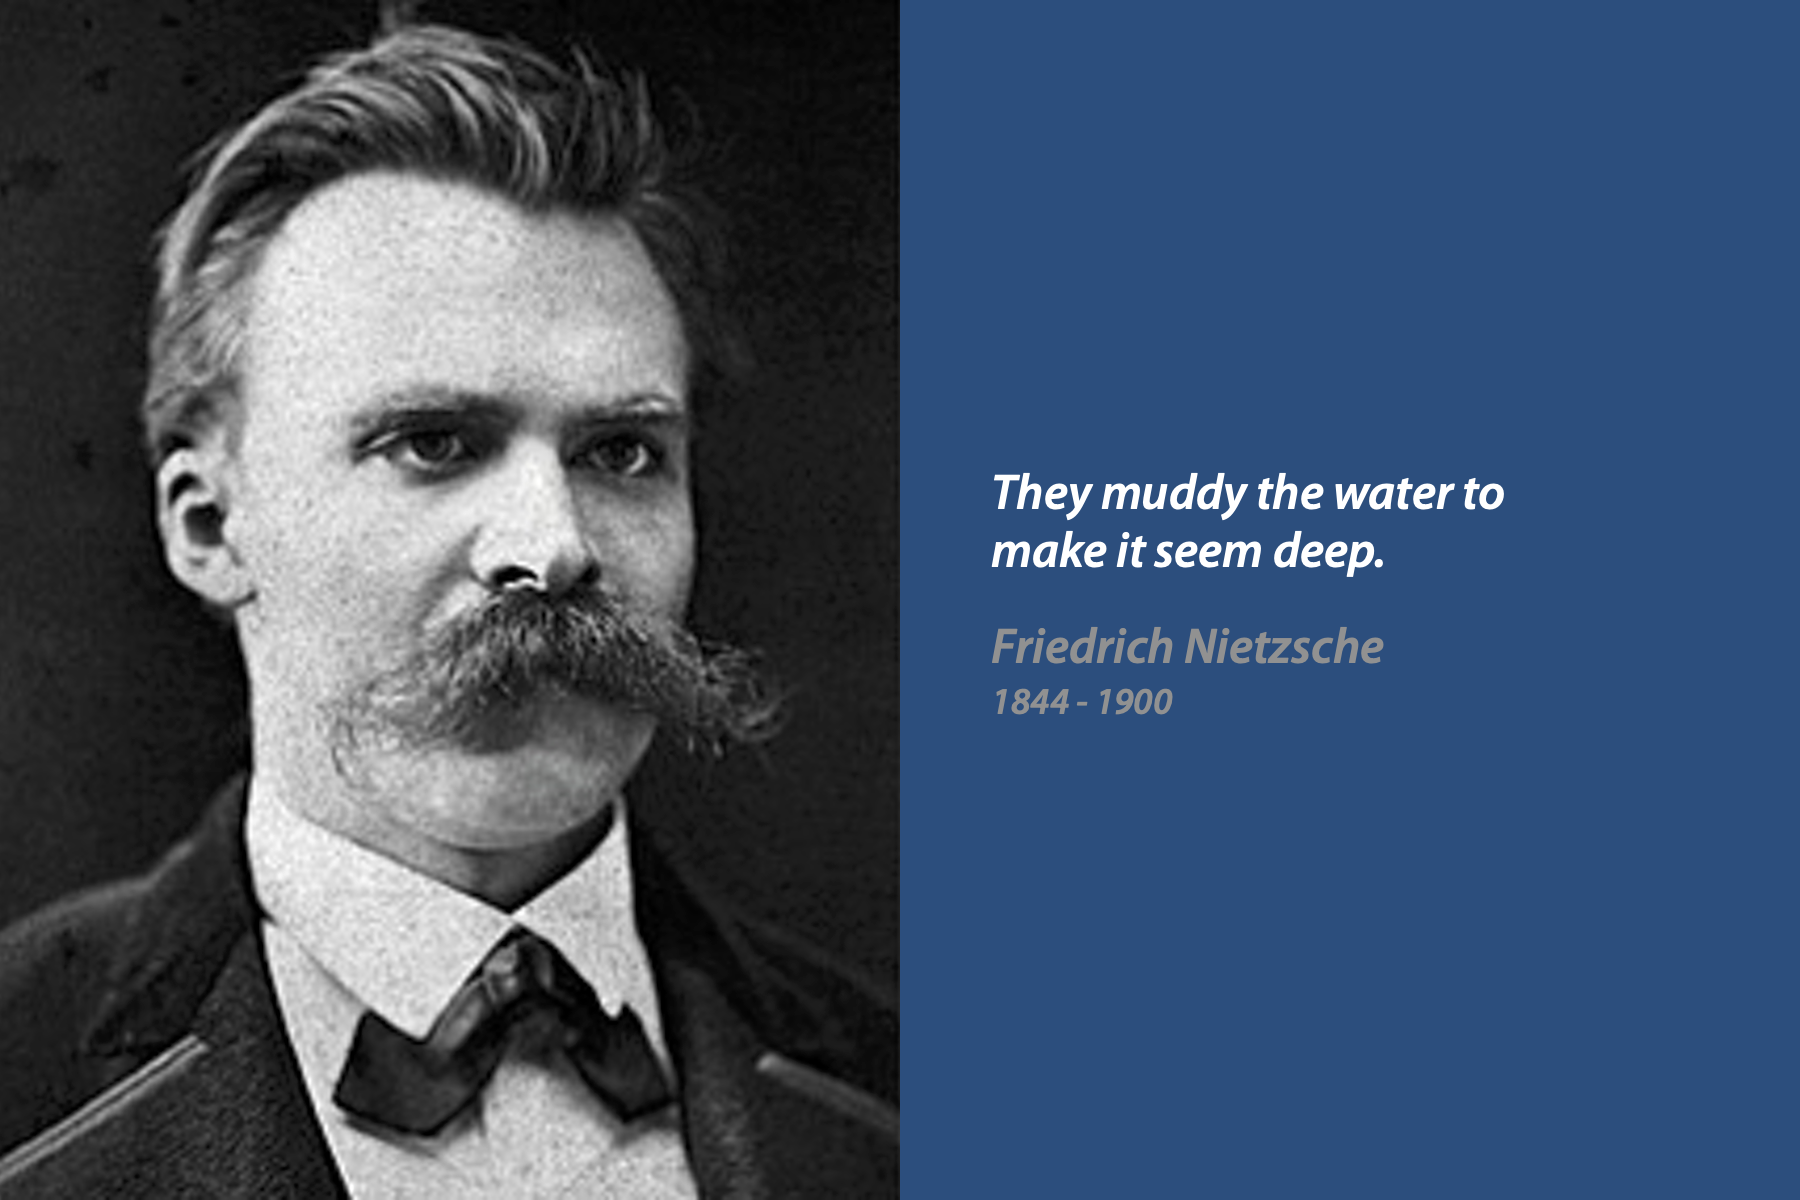 They muddy the water to
make it seem deep.
Friedrich Nietzsche
1844 - 1900